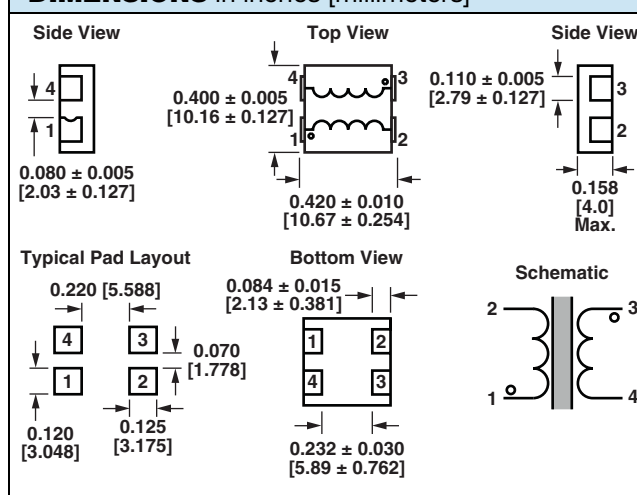 DIMENSIONS in inches [millimeters]
Side View
4
1
0.080 ± 0.005
[2.03 ± 0.127]
Top View
0.400 ± 0.005
[10.16 ± 0.127]
4
3
1
2
0.420 ± 0.010
[10.67 ± 0.254]
Side View
0.110 ± 0.005
[2.79 ± 0.127]
3
2
0.158
[4.0]
Max.
Typical Pad Layout
0.220 [5.588]
4
3
1
2
0.070
[1.778]
0.120
[3.048]
0.125
[3.175]
Bottom View
0.084 ± 0.015
[2.13 ± 0.381]
1
2
4
3
0.232 ± 0.030
[5.89 ± 0.762]
Schematic
2
3
1
4